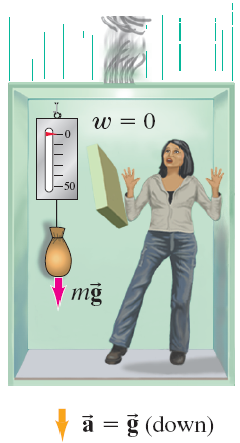 w = 0
0
50
mg⃗
a⃗ = g⃗ (down)